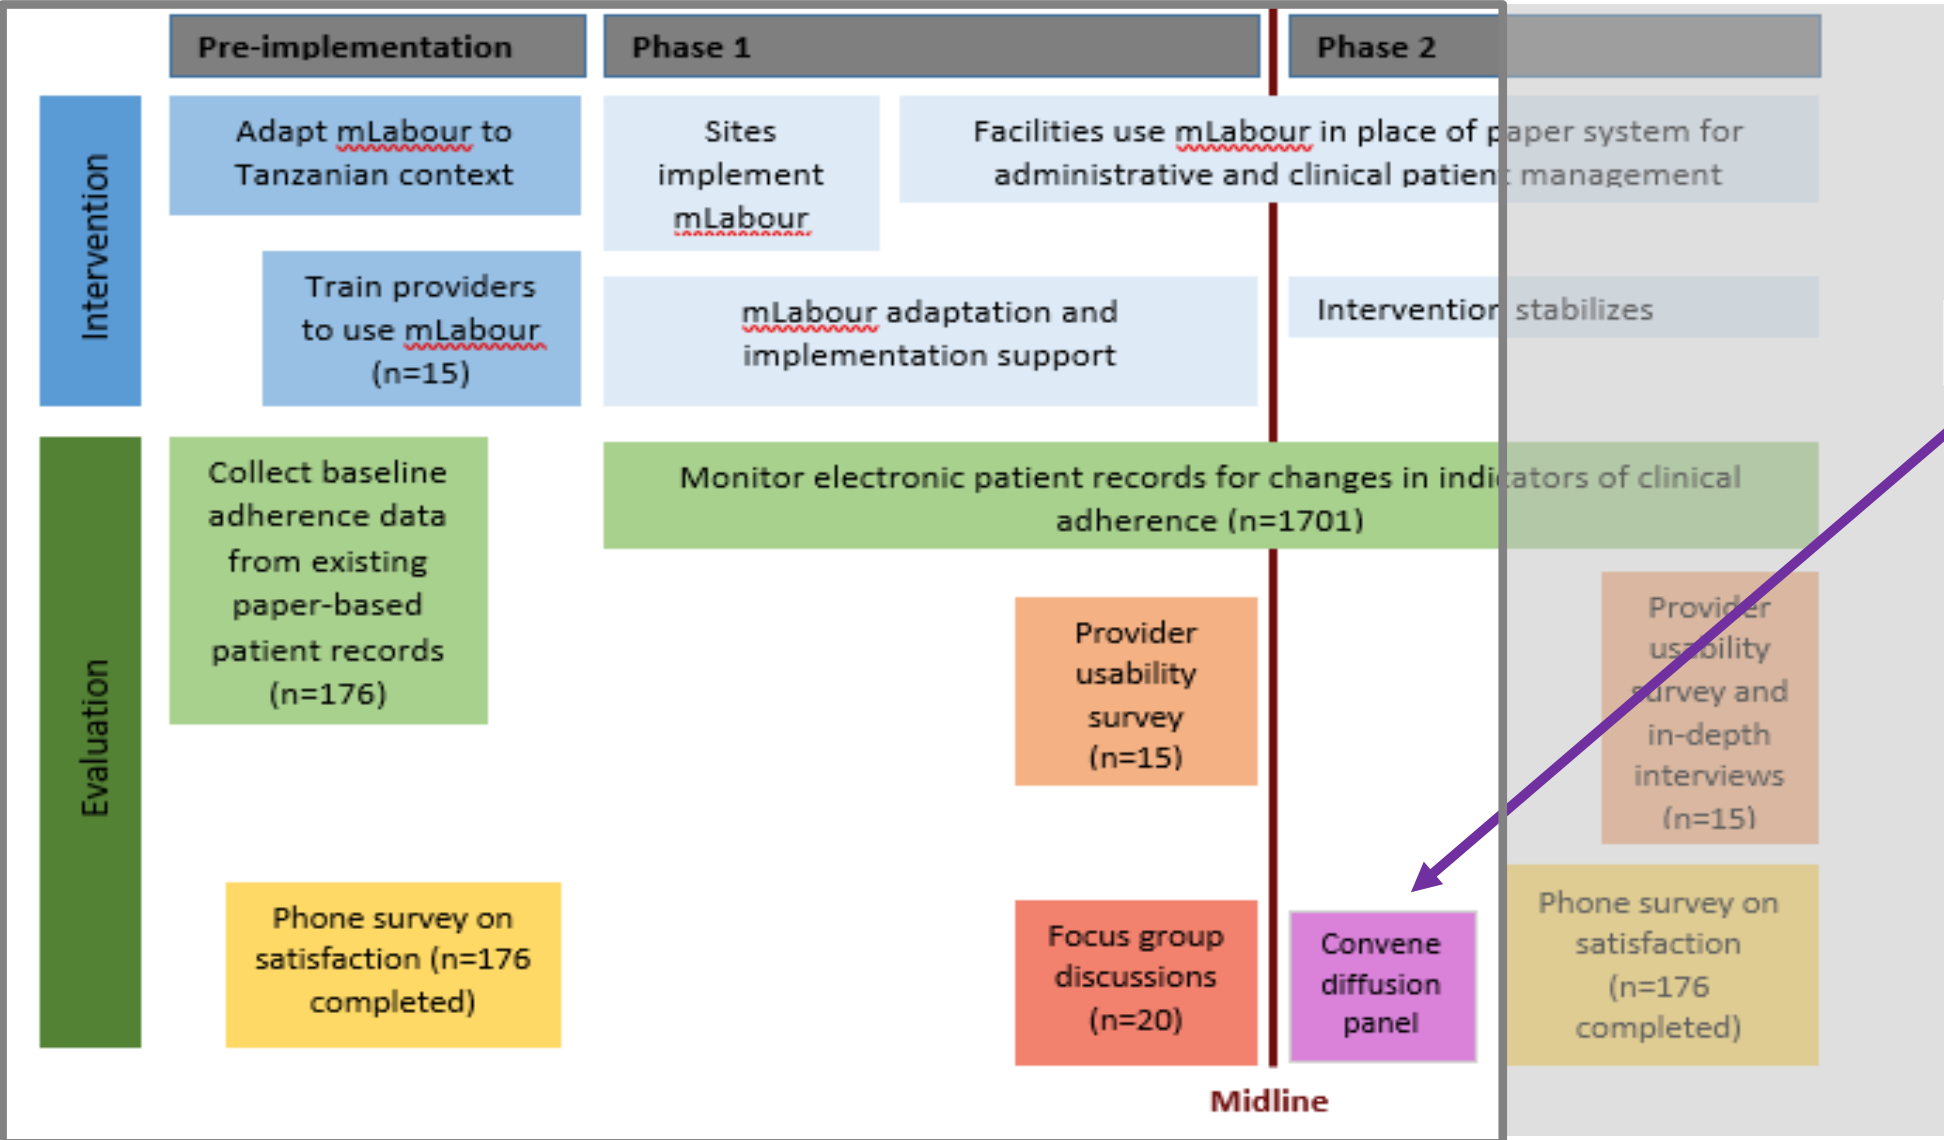 Pre-implementation
Phase 1
Phase 2
Intervention
Adapt mLabour to
Tanzanian context
Sites
implement
mLabour
Facilities use mLabour in place of paper system for
administrative and clinical patient management
Train providers
to use mLabour
(n=15)
mLabour adaptation and
implementation support
Intervention stabilizes
Evaluation
Collect baseline
adherence data
from existing
paper-based
patient records
(n=176)
Monitor electronic patient records for changes in indicators of clinical
adherence (n=1701)
Provider
usability
survey
(n=15)
Provider
usability
survey and
in-depth
interviews
(n=15)
Phone survey on
satisfaction (n=176
completed)
Focus group
discussions
(n=20)
Convene
diffusion
panel
Phone survey on
satisfaction
(n=176
completed)
Midline